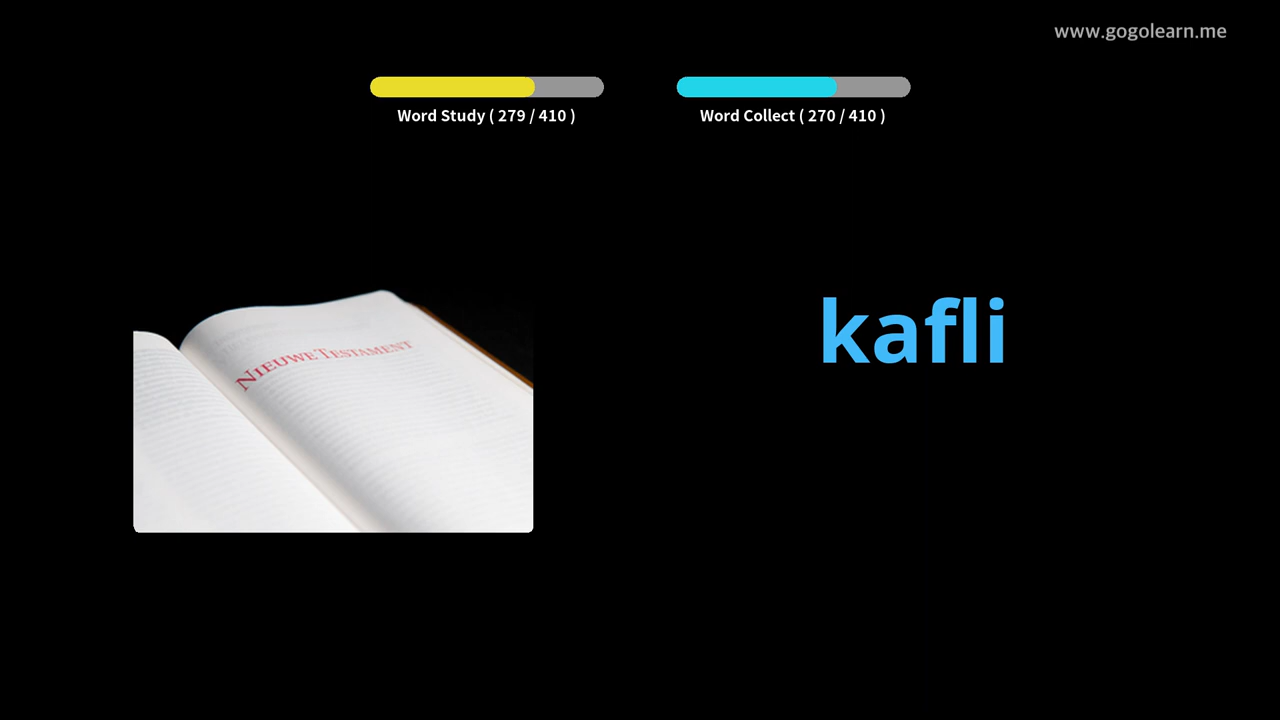 www.gogolearn.me
Word Study ( 279 / 410 )
Word Collect ( 270 / 410 )
NIEUWE TESTAMENT
kafli